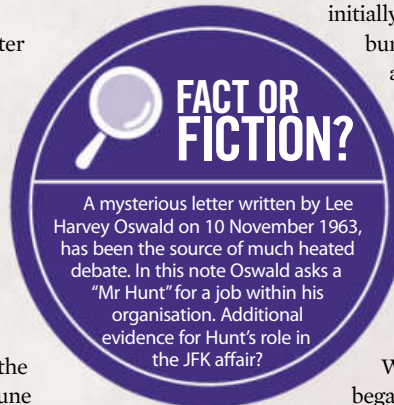 ter
the
une
FACT OR
FICTION?
A mysterious letter written by Lee
Harvey Oswald on 10 November 1963,
has been the source of much heated
debate. In this note Oswald asks a
“Mr Hunt” for a job within his
organisation. Additional
evidence for Hunt’s role in
the JFK affair?
initially
bur
a
W
began